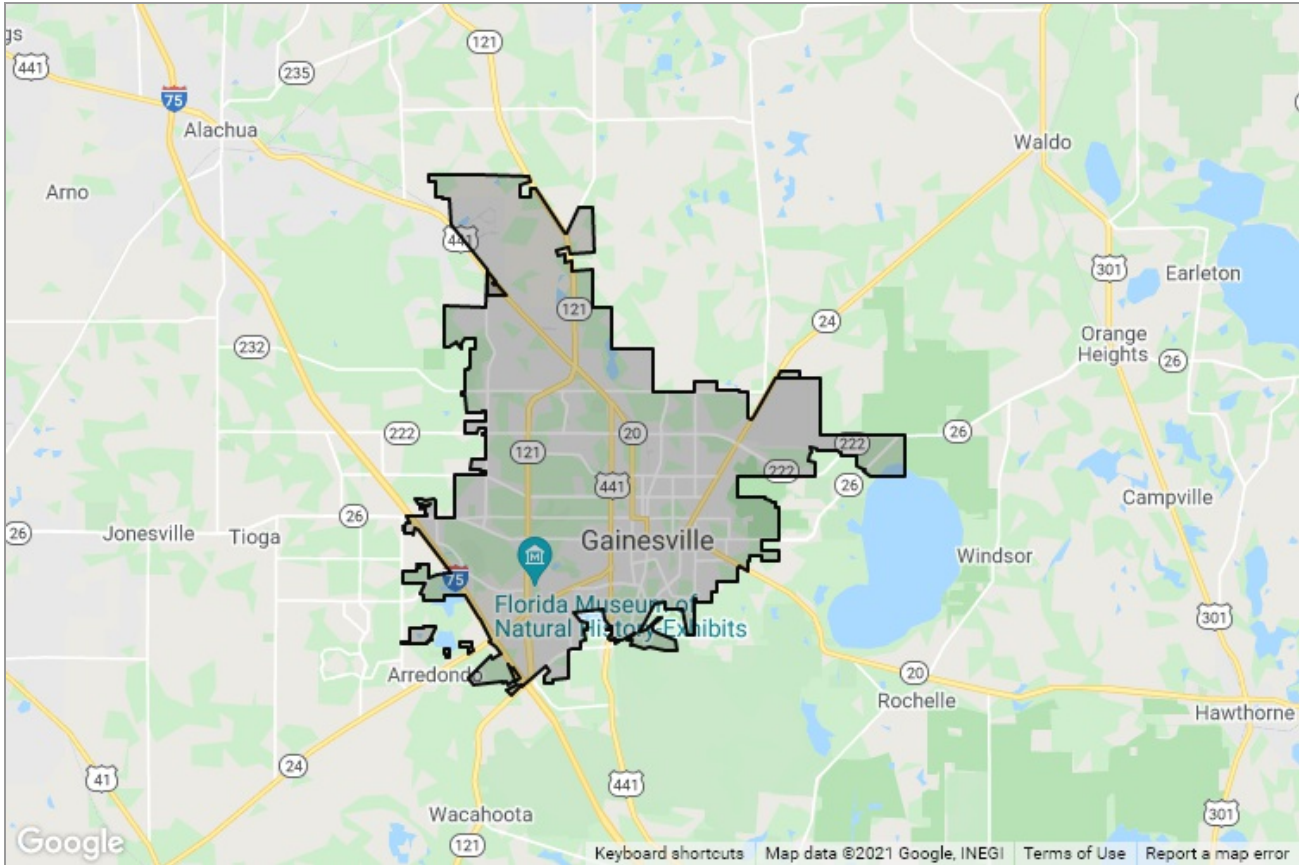 gs
441
121
235
75
Alachua
Waldo
Arno
441
301
Earleton
121
24
Orange
Heights
26
232
222
20
26
222
121
222
26
441
Campville
26
Jonesville
Tioga
26
Gainesville
Windsor
75
Florida Museum of
Natural History-Exhibits
301
Arredondo
20
Rochelle
Hawthorne
24
41
441
Wacahoota
301
121
Google
Keyboard shortcuts
Map data ©2021 Google, INEGI
Terms of Use
Report a map error